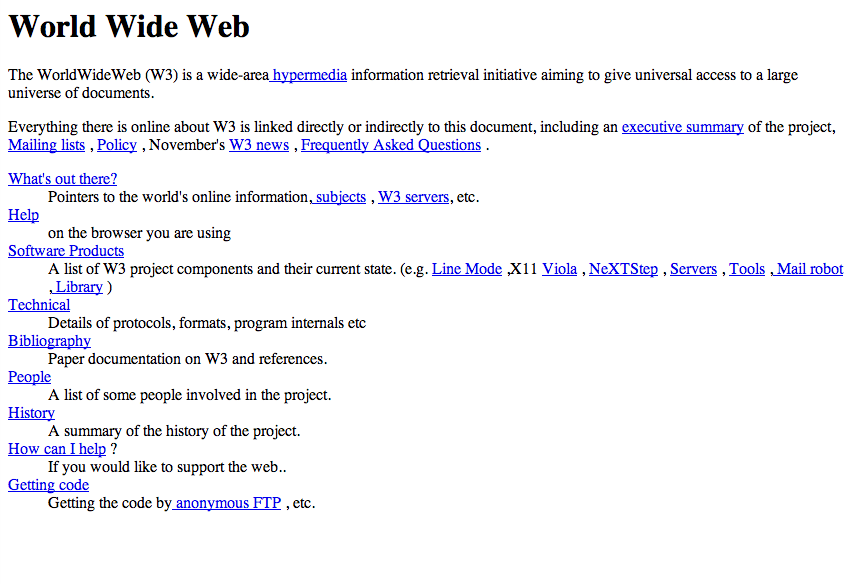 World Wide Web
The WorldWideWeb (W3) is a wide-area hypermedia information retrieval initiative aiming to give universal access to a large
universe of documents.
Everything there is online about W3 is linked directly or indirectly to this document, including an executive summary of the project,
Mailing lists , Policy , November's W3 news , Frequently Asked Questions .
What's out there?
Pointers to the world's online information, subjects , W3 servers, etc.
Help
on the browser you are using
Software Products
A list of W3 project components and their current state. (e.g. Line Mode ,X11 Viola , NeXTStep , Servers , Tools , Mail robot
, Library )
Technical
Details of protocols, formats, program internals etc
Bibliography
Paper documentation on W3 and references.
People
A list of some people involved in the project.
History
A summary of the history of the project.
How can I help ?
If you would like to support the web..
Getting code
Getting the code by anonymous FTP , etc.